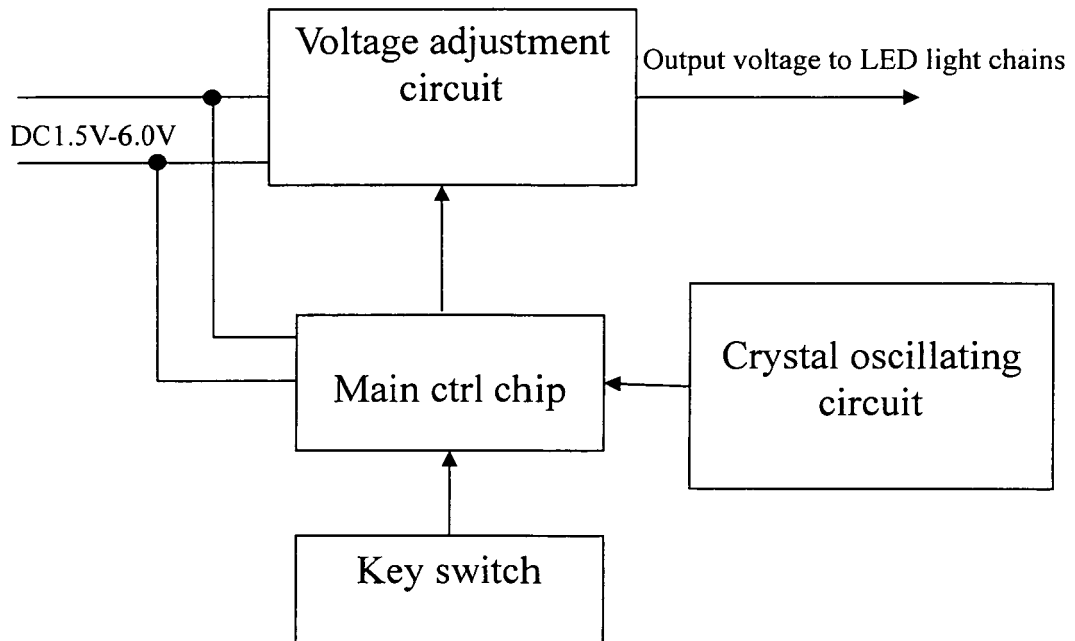 Voltage adjustment
circuit
Output voltage to LED light chains
DC1.5V-6.0V
Main ctrl chip
Crystal oscillating
circuit
Key switch